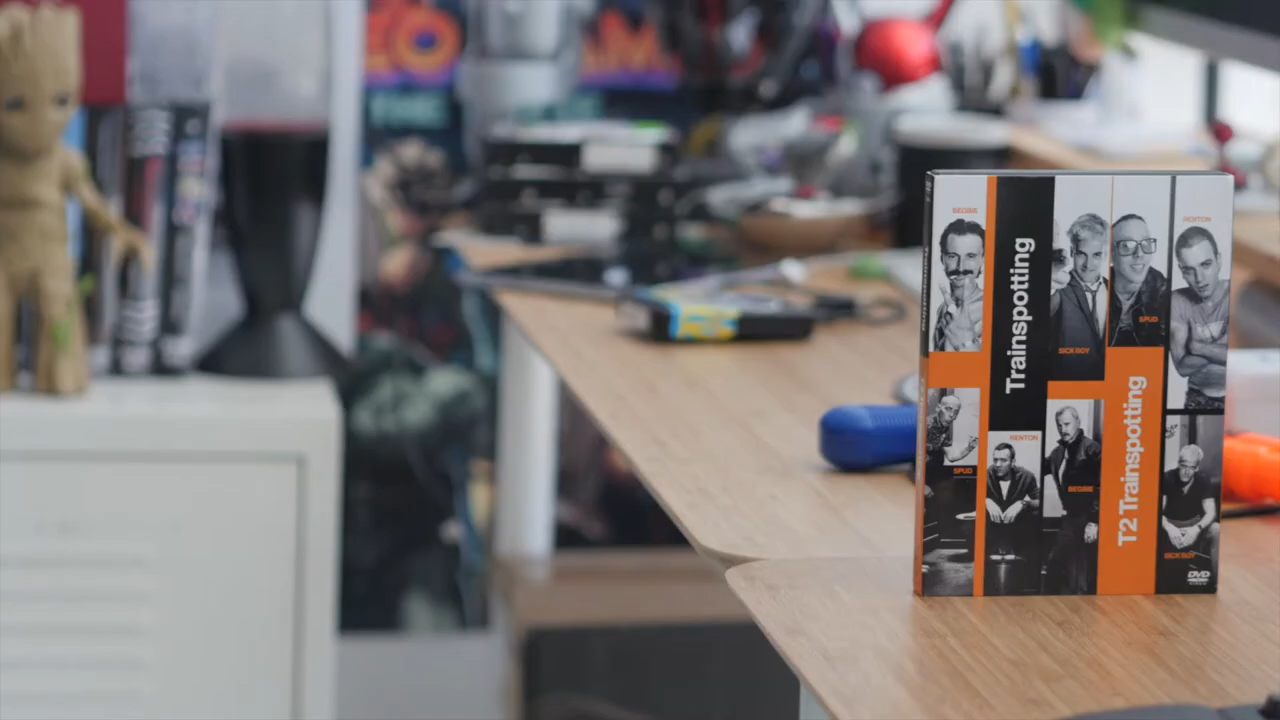 BEGBIE
Trainspotting
SICK BOY
SPUD
RENTON
SPUD
RENTON
BEGBIE
T2 Trainspotting
SICK BOY
DVD